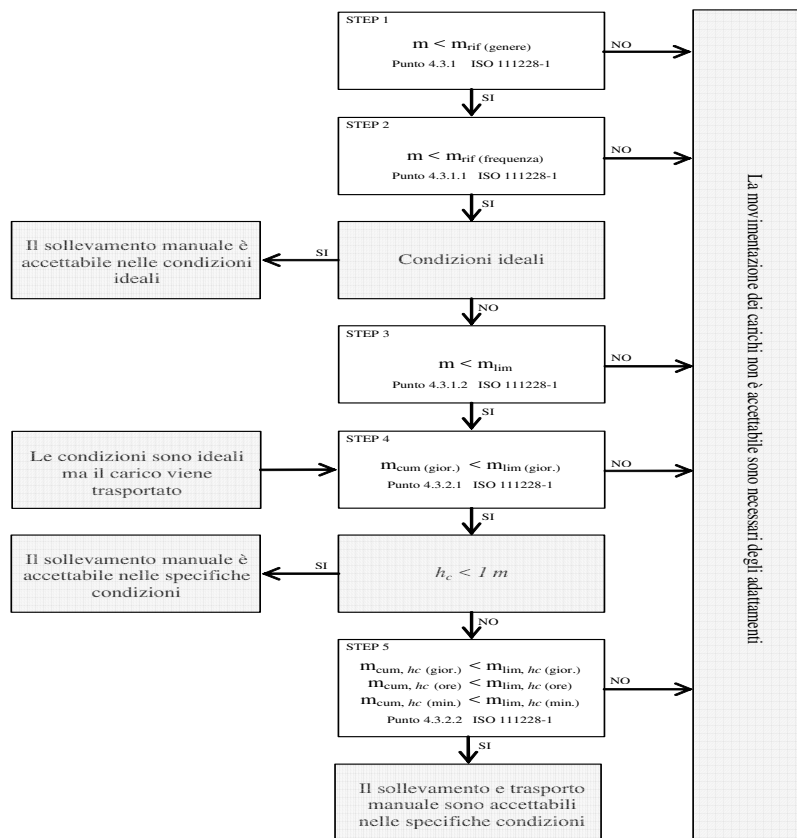 STEP 1
m < mrif (genere)
Punto 4.3.1 ISO 111228-1
NO
SI
STEP 2
m < mrif (frequenza)
Punto 4.3.1.1 ISO 111228-1
NO
SI
Il sollevamento manuale è
accettabile nelle condizioni
ideali
SI
Condizioni ideali
NO
STEP 3
m < mlim
Punto 4.3.1.2 ISO 111228-1
NO
SI
Le condizioni sono ideali
ma il carico viene
trasportato
STEP 4
mcum (gior.) < mlim (gior.)
Punto 4.3.2.1 ISO 111228-1
NO
SI
Il sollevamento manuale è
accettabile nelle specifiche
condizioni
SI
hc < 1 m
NO
STEP 5
mcum, hc (gior.) < mlim, hc (gior.)
mcum, hc (ore) < mlim, hc (ore)
mcum, hc (min.) < mlim, hc (min.)
Punto 4.3.2.2 ISO 111228-1
NO
SI
Il sollevamento e trasporto
manuale sono accettabili
nelle specifiche condizioni
La movimentazione dei carichi non è accettabile sono necessari degli adattamenti